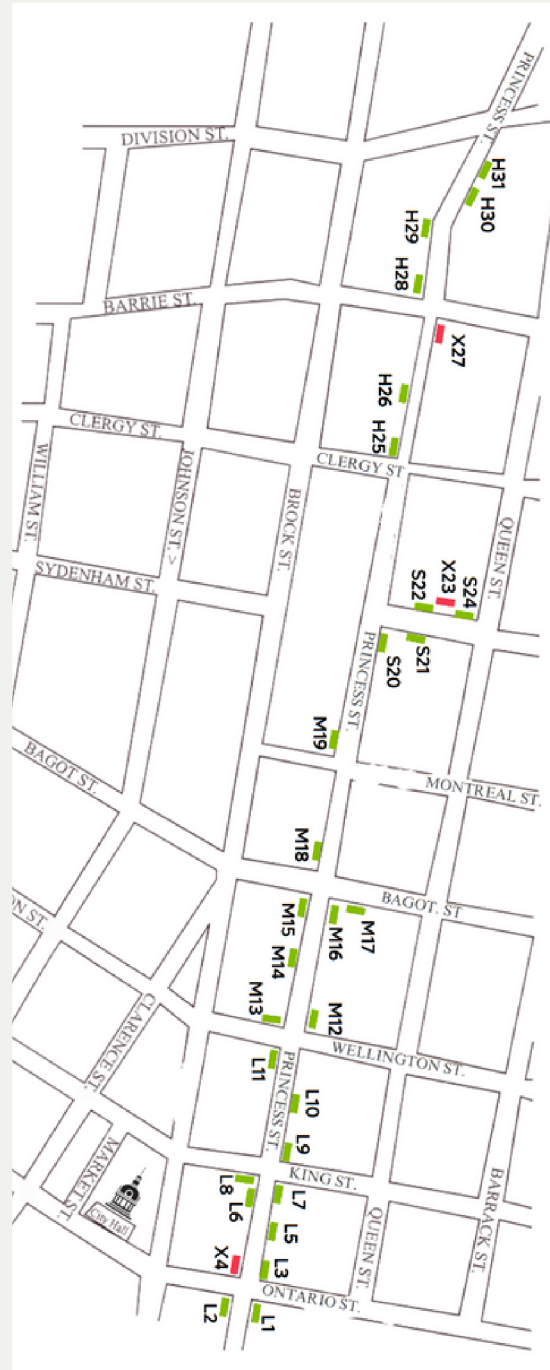 PRINCESS ST.
DIVISION ST.
H31
H30
H29
H28
BARRIE ST.
X27
H26
CLERGY ST.
H25
CLERGY ST
WILLIAM ST.
JOHNSON ST. >
BROCK ST.
QUEEN ST.
SYDENHAM ST.
S24
X23
S22
S21
S20
PRINCESS ST.
M19
BAGOT ST.
MONTREAL ST.
M18
BAGOT. ST
ON ST.
M17
M16
M15
M14
M13
M12
CLARENCE ST.
WELLINGTON ST.
L11
PRINCESS ST.
L10
L9
MARKET ST.
KING ST.
BARRACK ST.
City Hall
L8
L7
L6
QUEEN ST.
L5
X4
L3
ONTARIO ST.
L2
L1